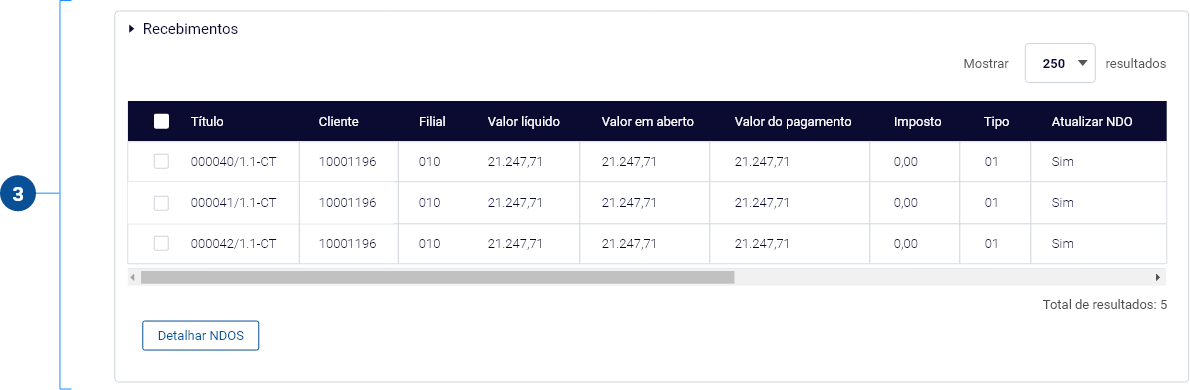 Recebimentos
Mostrar 250 resultados
Título Cliente Filial Valor líquido Valor em aberto Valor do pagamento Imposto Tipo Atualizar NDO
000040/1.1-CT 10001196 010 21.247,71 21.247,71 21.247,71 0,00 01 Sim
3
000041/1.1-CT 10001196 010 21.247,71 21.247,71 21.247,71 0,00 01 Sim
000042/1.1-CT 10001196 010 21.247,71 21.247,71 21.247,71 0,00 01 Sim
Total de resultados: 5
Detalhar NDOS